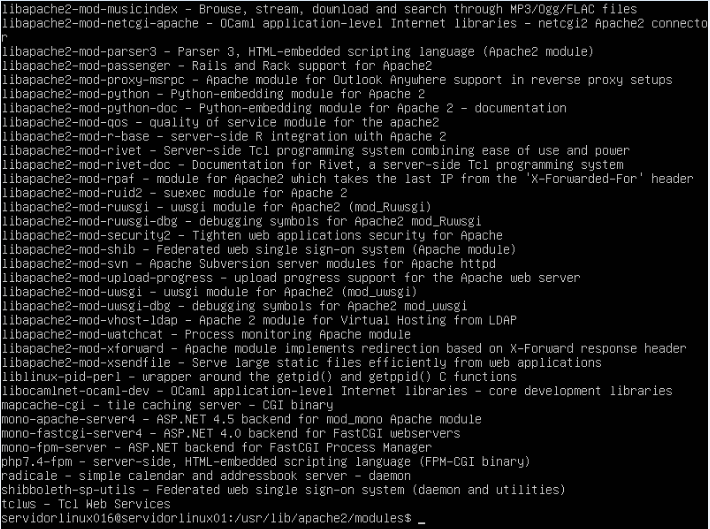 libapache2-mod-musicindex - Browse, stream, download and search through MP3/Ogg/FLAC files
libapache2-mod-netcgi-apache - OCaml application-level Internet libraries - netcgi2 Apache2 connecto
r
libapache2-mod-parser3 - Parser 3, HTML-embedded scripting language (Apache2 module)
libapache2-mod-passenger - Rails and Rack support for Apache2
libapache2-mod-proxy-msrpc - Apache module for Outlook Anywhere support in reverse proxy setups
libapache2-mod-python - Python-embedding module for Apache 2
libapache2-mod-python-doc - Python-embedding module for Apache 2 - documentation
libapache2-mod-qos - quality of service module for the apache2
libapache2-mod-r-base - server-side R integration with Apache 2
libapache2-mod-rivet - Server-side Tcl programming system combining ease of use and power
libapache2-mod-rivet-doc - Documentation for Rivet, a server-side Tcl programming system
libapache2-mod-rpaf - module for Apache2 which takes the last IP from the 'X-Forwarded-For' header
libapache2-mod-ruid2 - suexec module for Apache 2
libapache2-mod-ruwsgi - uwsgi module for Apache2 (mod_Ruwsgi)
libapache2-mod-ruwsgi-dbg - debugging symbols for Apache2 mod_Ruwsgi
libapache2-mod-security2 - Tighten web applications security for Apache
libapache2-mod-shib - Federated web single sign-on system (Apache module)
libapache2-mod-svn - Apache Subversion server modules for Apache httpd
libapache2-mod-upload-progress - upload progress support for the Apache web server
libapache2-mod-uwsgi - uwsgi module for Apache2 (mod_uwsgi)
libapache2-mod-uwsgi-dbg - debugging symbols for Apache2 mod_uwsgi
libapache2-mod-vhost-ldap - Apache 2 module for Virtual Hosting from LDAP
libapache2-mod-watchcat - Process monitoring Apache module
libapache2-mod-xforward - Apache module implements redirection based on X-Forward response header
libapache2-mod-xsendfile - Serve large static files efficiently from web applications
liblinux-pid-perl - wrapper around the getpid() and getppid() C functions
libocamlnet-ocaml-dev - OCaml application-level Internet libraries - core development libraries
mapcache-cgi - tile caching server - CGI binary
mono-apache-server4 - ASP.NET 4.5 backend for mod_mono Apache module
mono-fastcgi-server4 - ASP.NET 4.0 backend for FastCGI webservers
mono-fpm-server - ASP.NET backend for FastCGI Process Manager
php7.4-fpm - server-side, HTML-embedded scripting language (FPM-CGI binary)
radicale - simple calendar and addressbook server - daemon
shibboleth-sp-utils - Federated web single sign-on system (daemon and utilities)
tclws - Tcl Web Services
servidorlinux016@servidorlinux01:/usr/lib/apache2/modules$ _